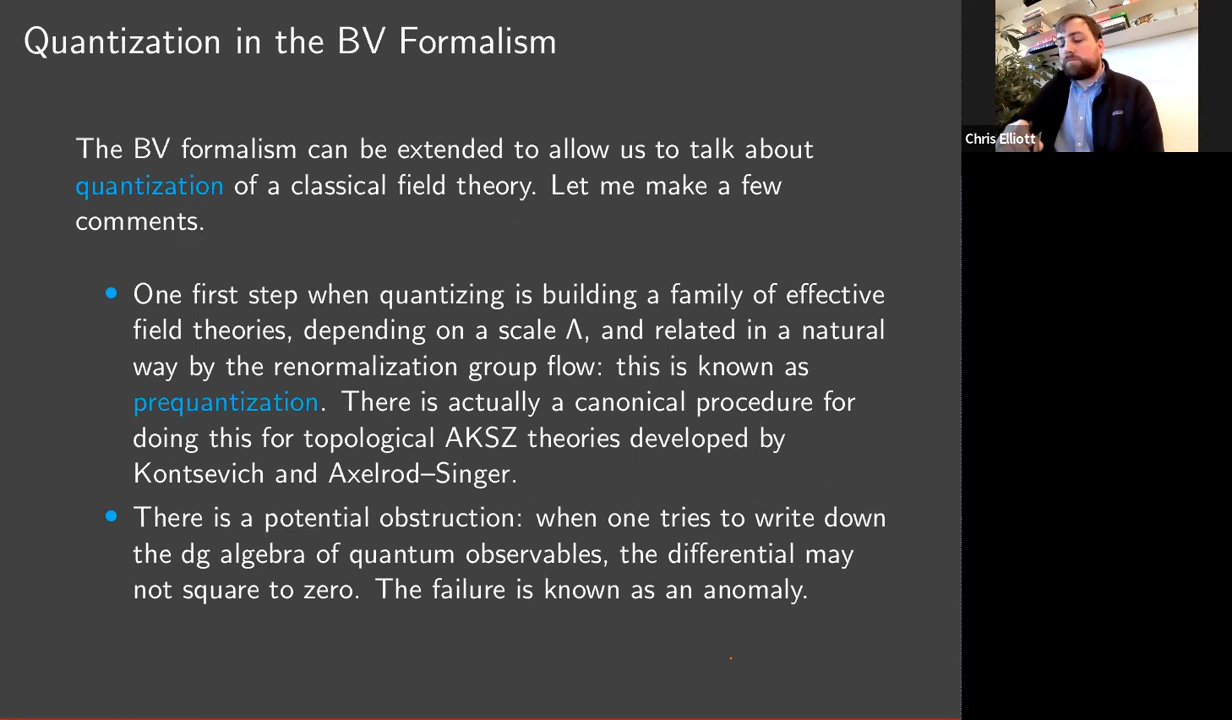 Quantization in the BV Formalism
The BV formalism can be extended to allow us to talk about
quantization of a classical field theory. Let me make a few
comments.
• One first step when quantizing is building a family of effective
field theories, depending on a scale Λ, and related in a natural
way by the renormalization group flow: this is known as
prequantization. There is actually a canonical procedure for
doing this for topological AKSZ theories developed by
Kontsevich and Axelrod–Singer.
• There is a potential obstruction: when one tries to write down
the dg algebra of quantum observables, the differential may
not square to zero. The failure is known as an anomaly.
Chris Elliott